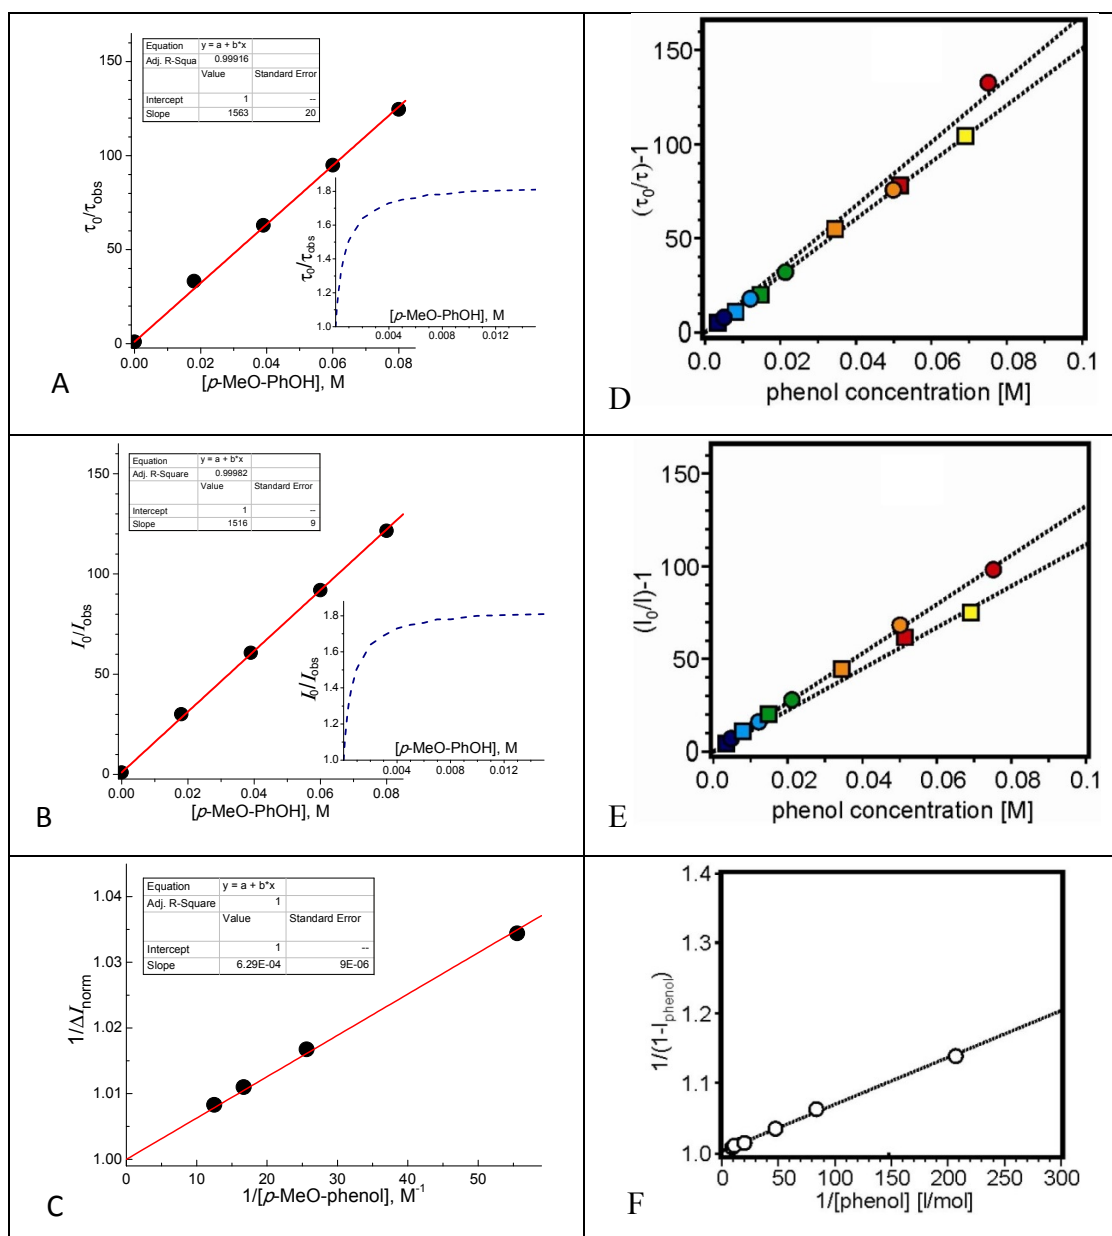 Equation y = a + b*x
Adj. R-Squa 0.99916
Value Standard Error
Intercept 1 --
Slope 1563 20
150
100
50
0
τ0/τobs
0.00 0.02 0.04 0.06 0.08
[p-MeO-PhOH], M
1.8
1.6
1.4
1.2
1.0
τ0/τobs
[p-MeO-PhOH], M
0.004 0.008 0.012
A
150
100
50
0
(τ0/τ)-1
0.0 0.02 0.04 0.06 0.08 0.1
phenol concentration [M]
D
Equation y = a + b*x
Adj. R-Square 0.99982
Value Standard Error
Intercept 1 --
Slope 1516 9
150
100
50
0
I0/Iobs
0.00 0.02 0.04 0.06 0.08
[p-MeO-PhOH], M
1.8
1.6
1.4
1.2
1.0
I0/Iobs
[p-MeO-PhOH], M
0.004 0.008 0.012
B
150
100
50
0
(I0/I)-1
0.0 0.02 0.04 0.06 0.08 0.1
phenol concentration [M]
E
Equation y = a + b*x
Adj. R-Square 1
Value Standard Error
Intercept 1 --
Slope 6.29E-04 9E-06
1.04
1.03
1.02
1.01
1.00
1/ΔInorm
0 10 20 30 40 50
1/[p-MeO-phenol], M-1
C
1.4
1.3
1.2
1.1
1.0
1/(1-Iphenol)
0 50 100 150 200 250 300
1/[phenol] [l/mol]
F